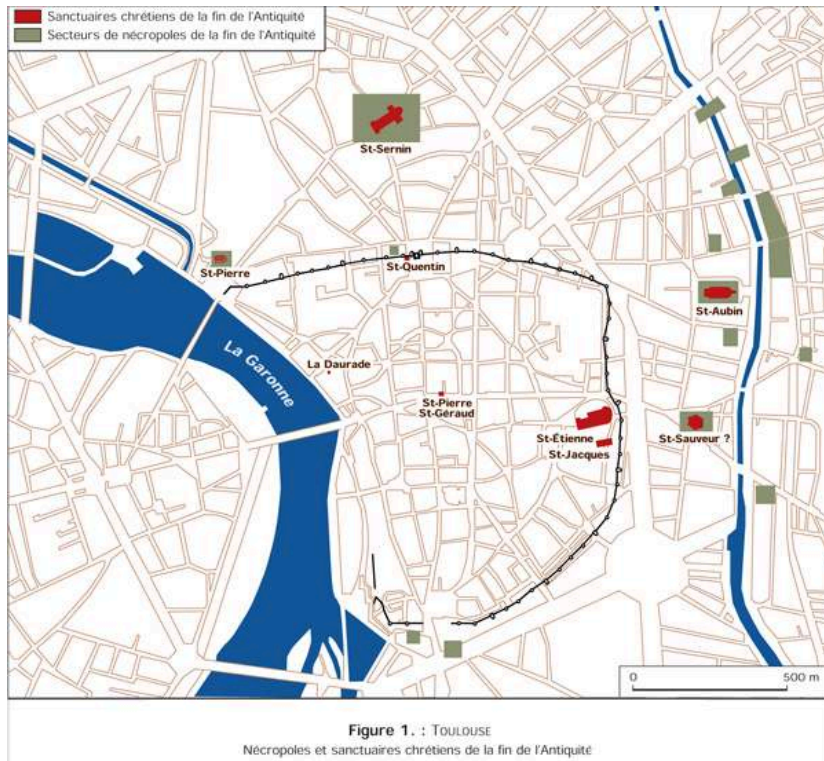 Sanctuaires chrétiens de la fin de l'Antiquité
Secteurs de nécropoles de la fin de l'Antiquité
St-Sernin
St-Pierre
St-Quentin
St-Aubin
La Garonne
La Daurade
St-Pierre
St-Géraud
St-Étienne
St-Jacques
St-Sauveur ?
0 500 m
Figure 1. : TOULOUSE
Nécropoles et sanctuaires chrétiens de la fin de l'Antiquité